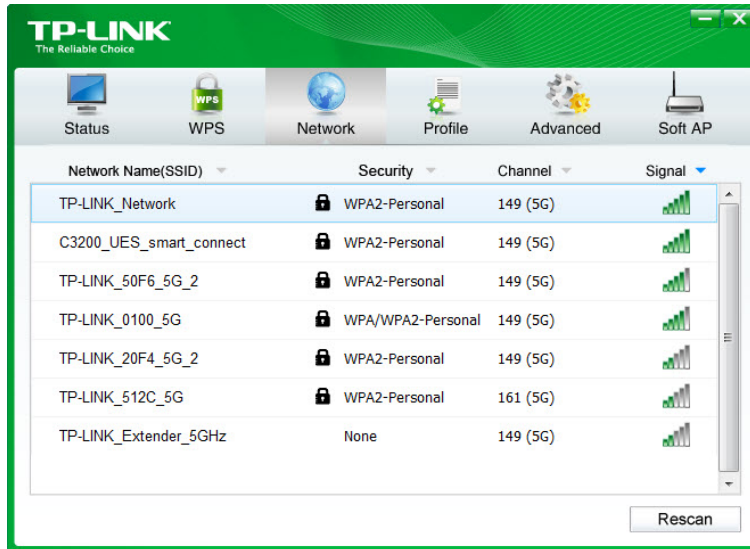 TP-LINK
The Reliable Choice
WPS
Status WPS Network Profile Advanced Soft AP
Network Name(SSID) Security Channel Signal
TP-LINK_Network WPA2-Personal 149 (5G)
C3200_UES_smart_connect WPA2-Personal 149 (5G)
TP-LINK_50F6_5G_2 WPA2-Personal 149 (5G)
TP-LINK_0100_5G WPA/WPA2-Personal 149 (5G)
TP-LINK_20F4_5G_2 WPA2-Personal 149 (5G)
TP-LINK_512C_5G WPA2-Personal 161 (5G)
TP-LINK_Extender_5GHz None 149 (5G)
Rescan